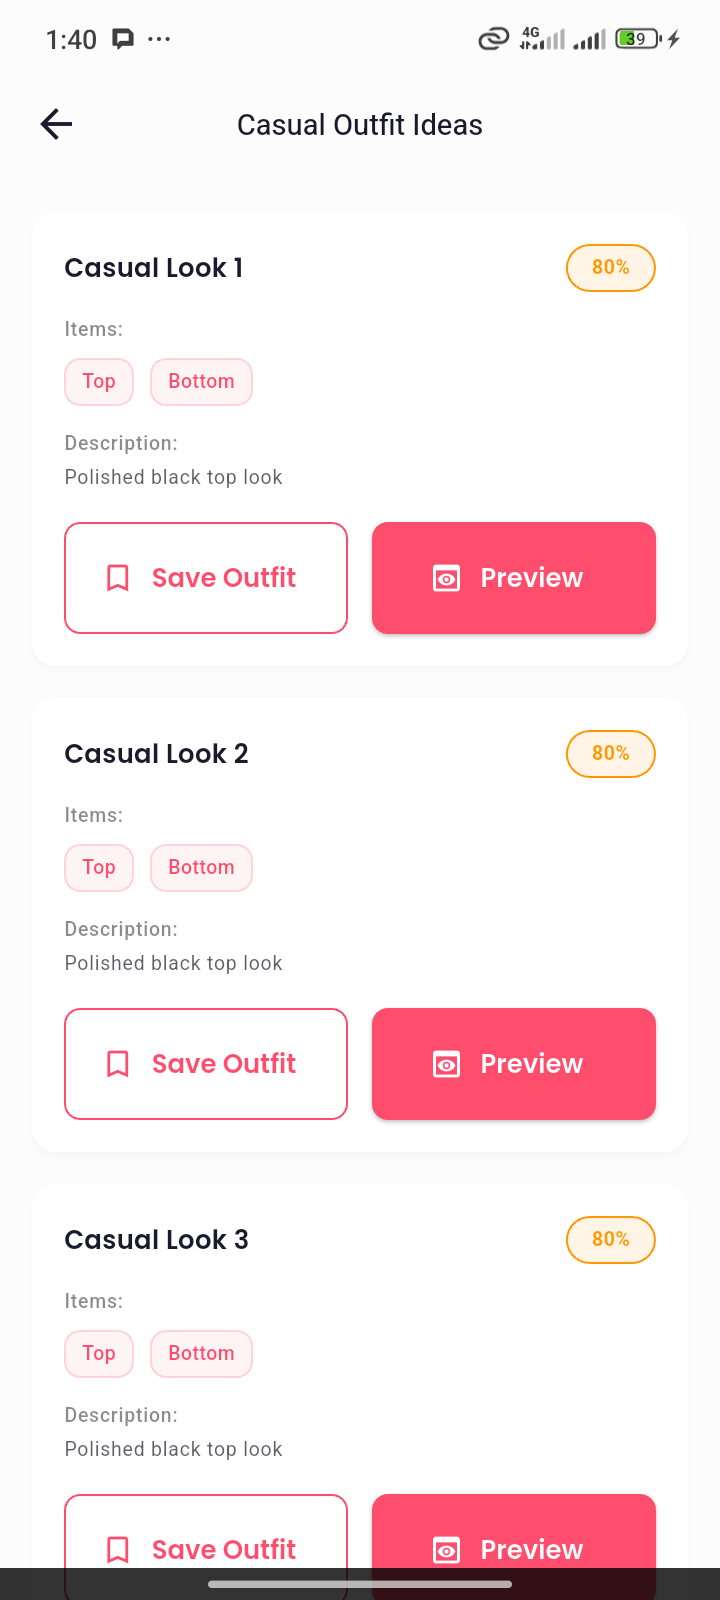 1:40
4G
39
Casual Outfit Ideas
Casual Look 1
80%
Items:
Top
Bottom
Description:
Polished black top look
Save Outfit
Preview
Casual Look 2
80%
Items:
Top
Bottom
Description:
Polished black top look
Save Outfit
Preview
Casual Look 3
80%
Items:
Top
Bottom
Description:
Polished black top look
Save Outfit
Preview